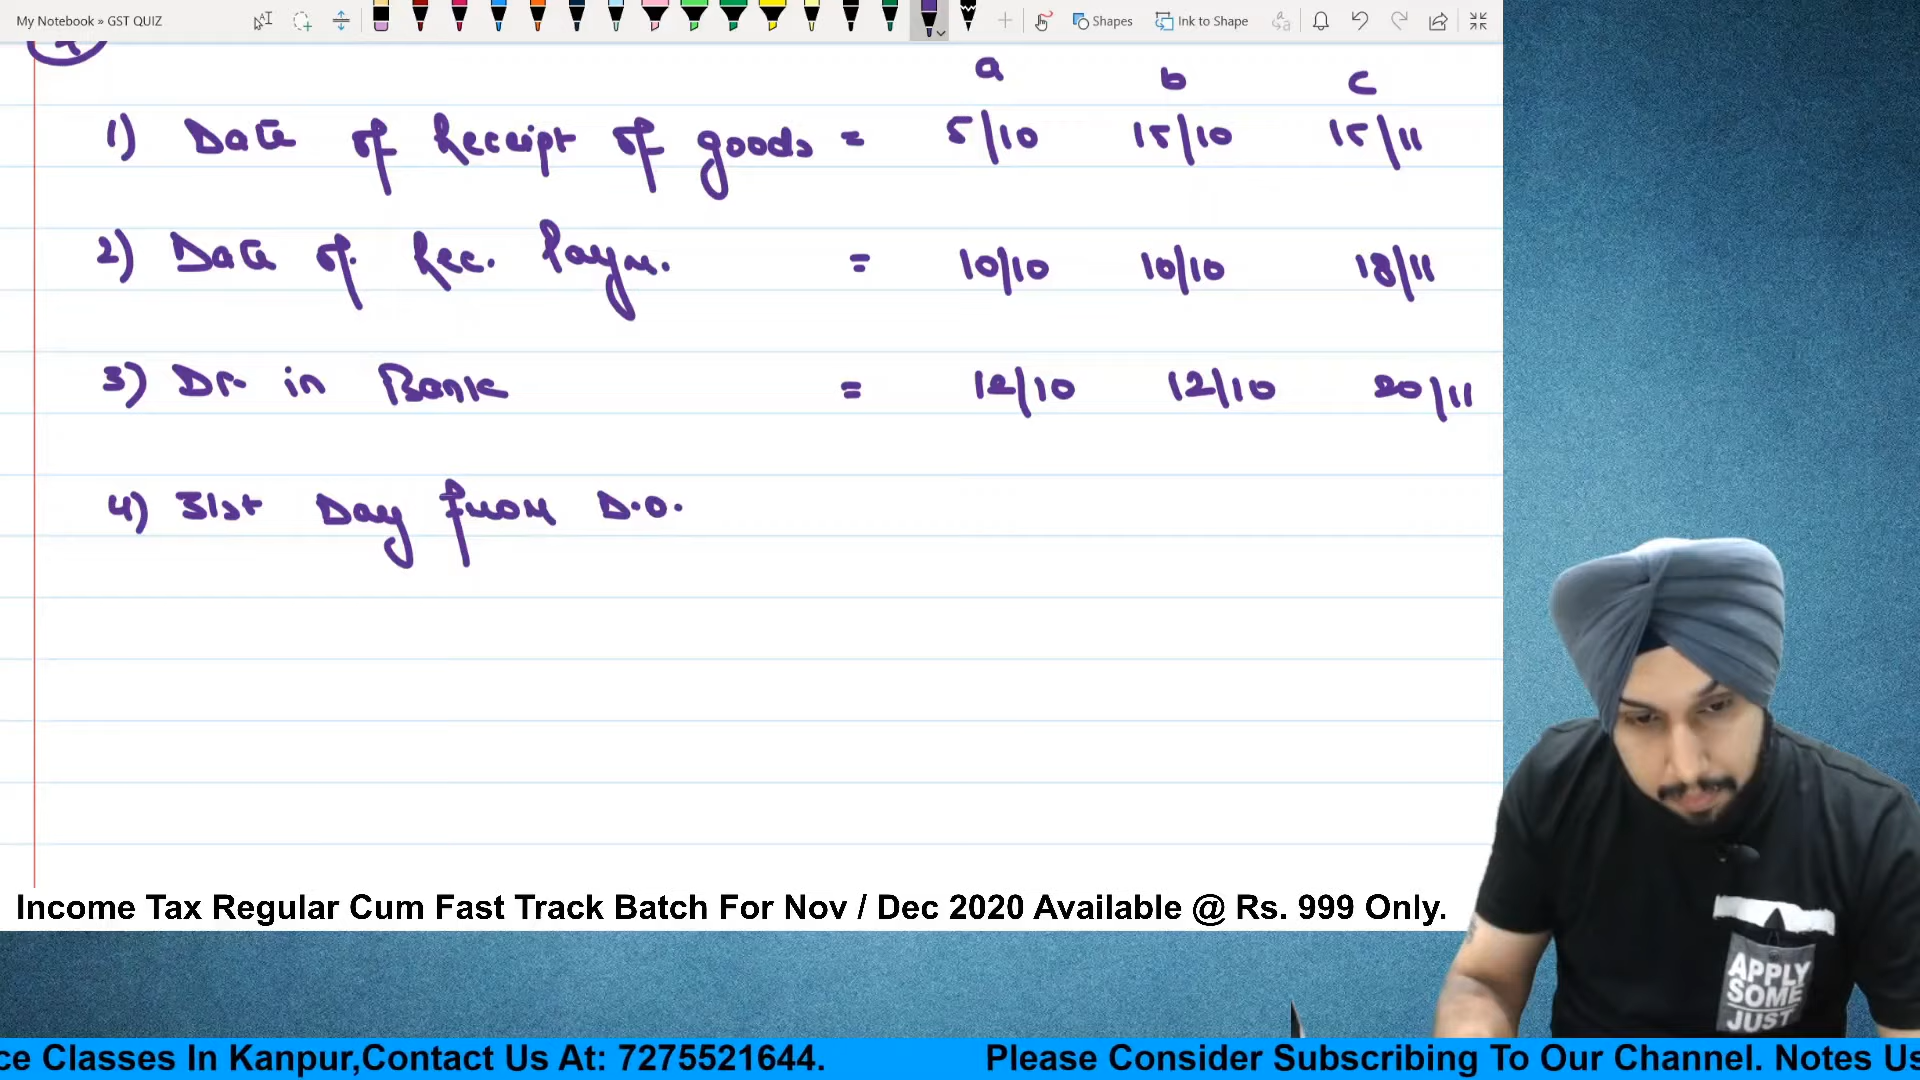 My Notebook » GST QUIZ
Shapes
Ink to Shape
a b c
1) Date of Receipt of goods = 5/10 15/10 15/11
2) Date of Rec. Paym. = 10/10 10/10 18/11
3) Dr. in Bank = 12/10 12/10 20/11
4) 31st Day from D.O.
Income Tax Regular Cum Fast Track Batch For Nov / Dec 2020 Available @ Rs. 999 Only.
APPLY
SOME
JUST
ce Classes In Kanpur,Contact Us At: 7275521644. Please Consider Subscribing To Our Channel. Notes Us